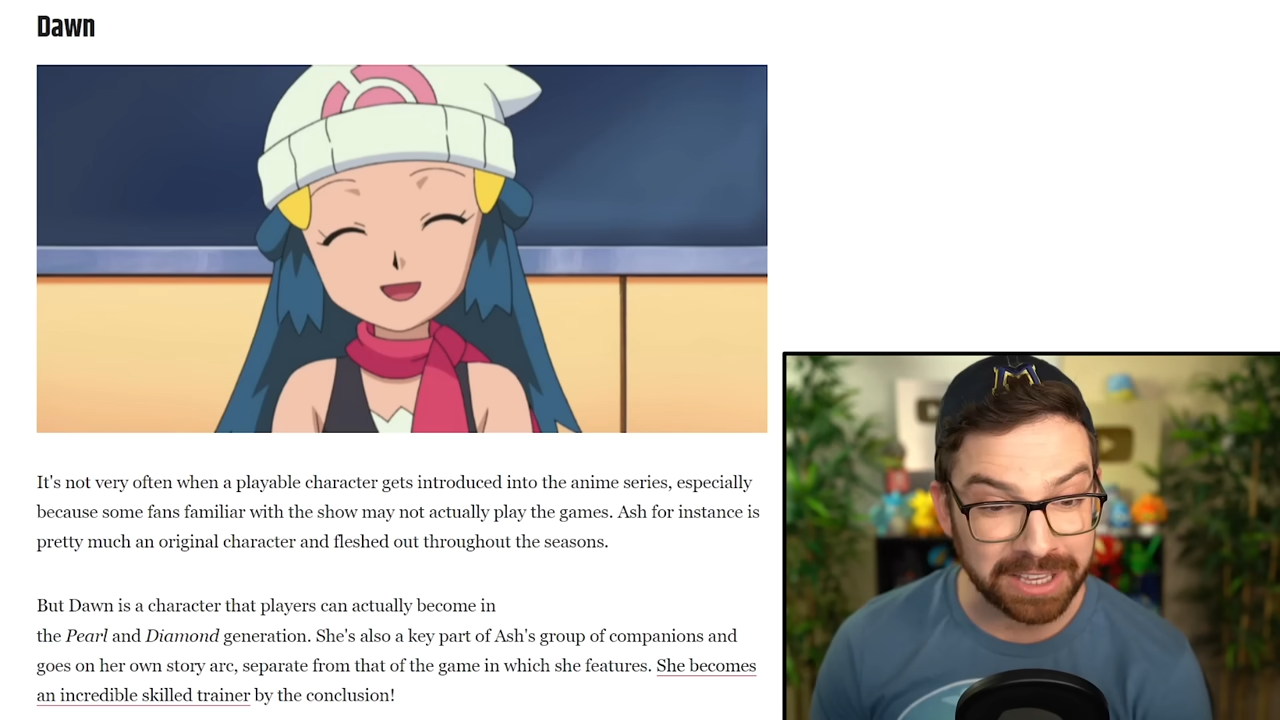 Dawn
It's not very often when a playable character gets introduced into the anime series, especially
because some fans familiar with the show may not actually play the games. Ash for instance is
pretty much an original character and fleshed out throughout the seasons.
But Dawn is a character that players can actually become in
the Pearl and Diamond generation. She's also a key part of Ash's group of companions and
goes on her own story arc, separate from that of the game in which she features. She becomes
an incredible skilled trainer by the conclusion!